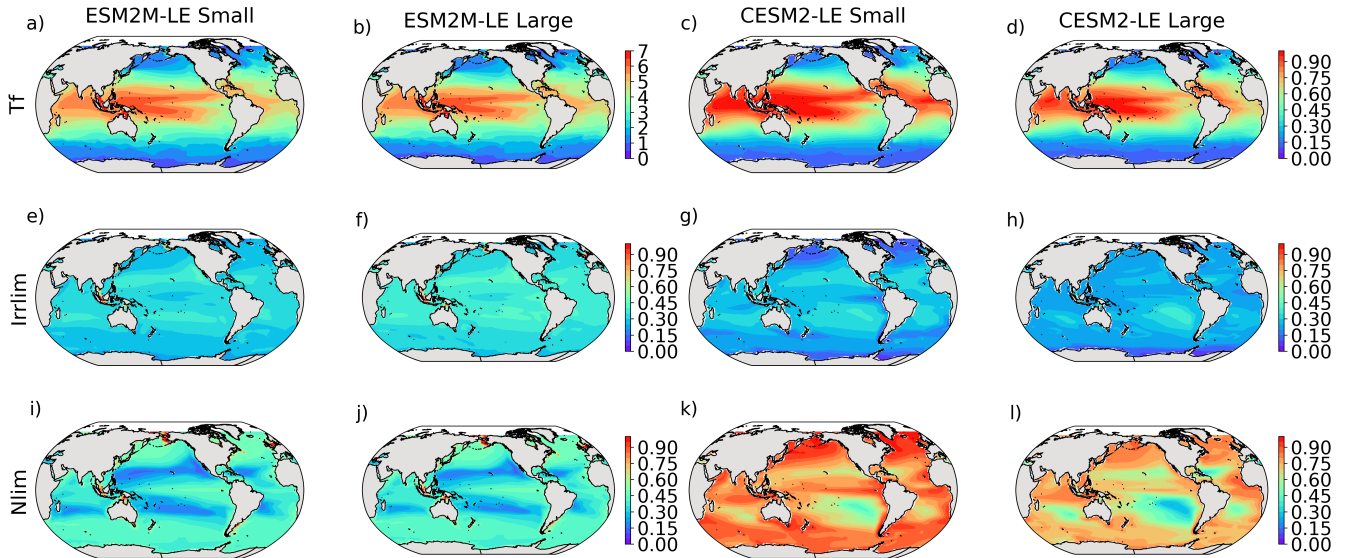 ESM2M-LE Small
ESM2M-LE Large
CESM2-LE Small
CESM2-LE Large
a)
b)
c)
d)
Tf
7
6
5
4
3
2
1
0
0.90
0.75
0.60
0.45
0.30
0.15
0.00
e)
f)
g)
h)
Irrlim
0.90
0.75
0.60
0.45
0.30
0.15
0.00
0.90
0.75
0.60
0.45
0.30
0.15
0.00
i)
j)
k)
l)
Nlim
0.90
0.75
0.60
0.45
0.30
0.15
0.00
0.90
0.75
0.60
0.45
0.30
0.15
0.00